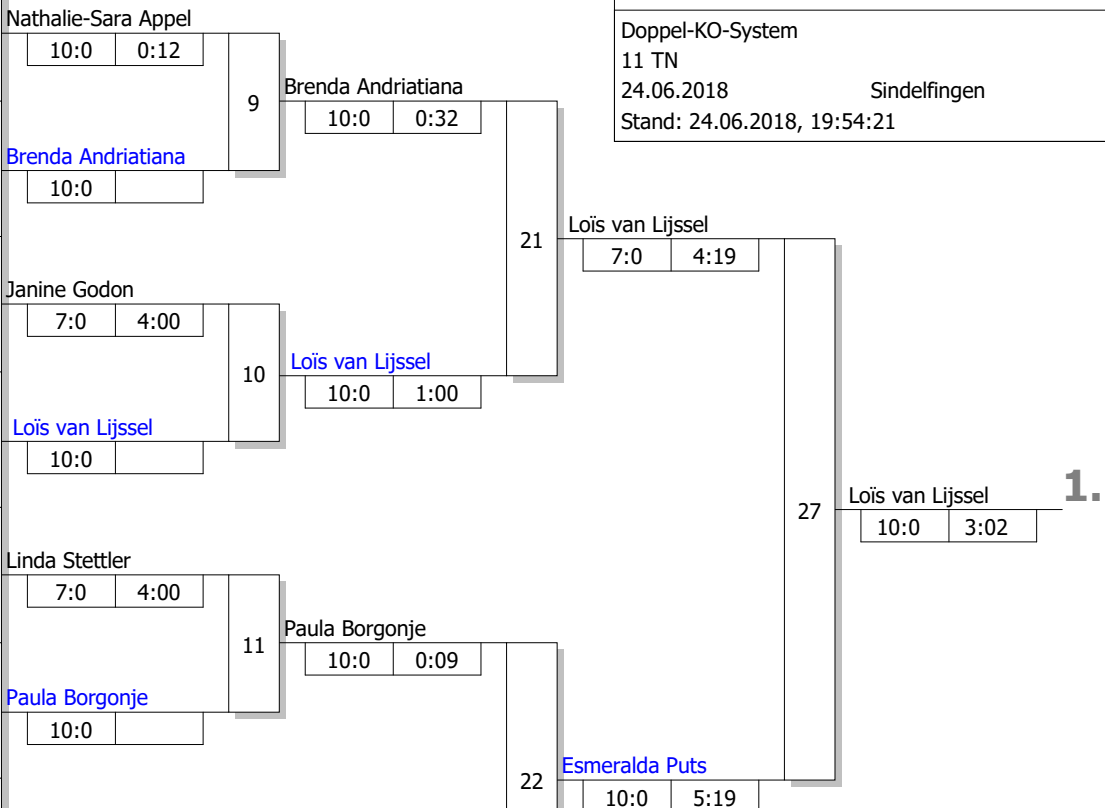 Doppel-KO-System
11 TN
24.06.2018 Sindelfingen
Stand: 24.06.2018, 19:54:21
Nathalie-Sara Appel
10:0 0:12
9
Brenda Andriatiana
10:0 0:32
Brenda Andriatiana
10:0
21
Loïs van Lijssel
7:0 4:19
Janine Godon
7:0 4:00
10
Loïs van Lijssel
10:0 1:00
Loïs van Lijssel
10:0
27
Loïs van Lijssel
10:0 3:02
1.
Linda Stettler
7:0 4:00
11
Paula Borgonje
10:0 0:09
Paula Borgonje
10:0
22
Esmeralda Puts
10:0 5:19